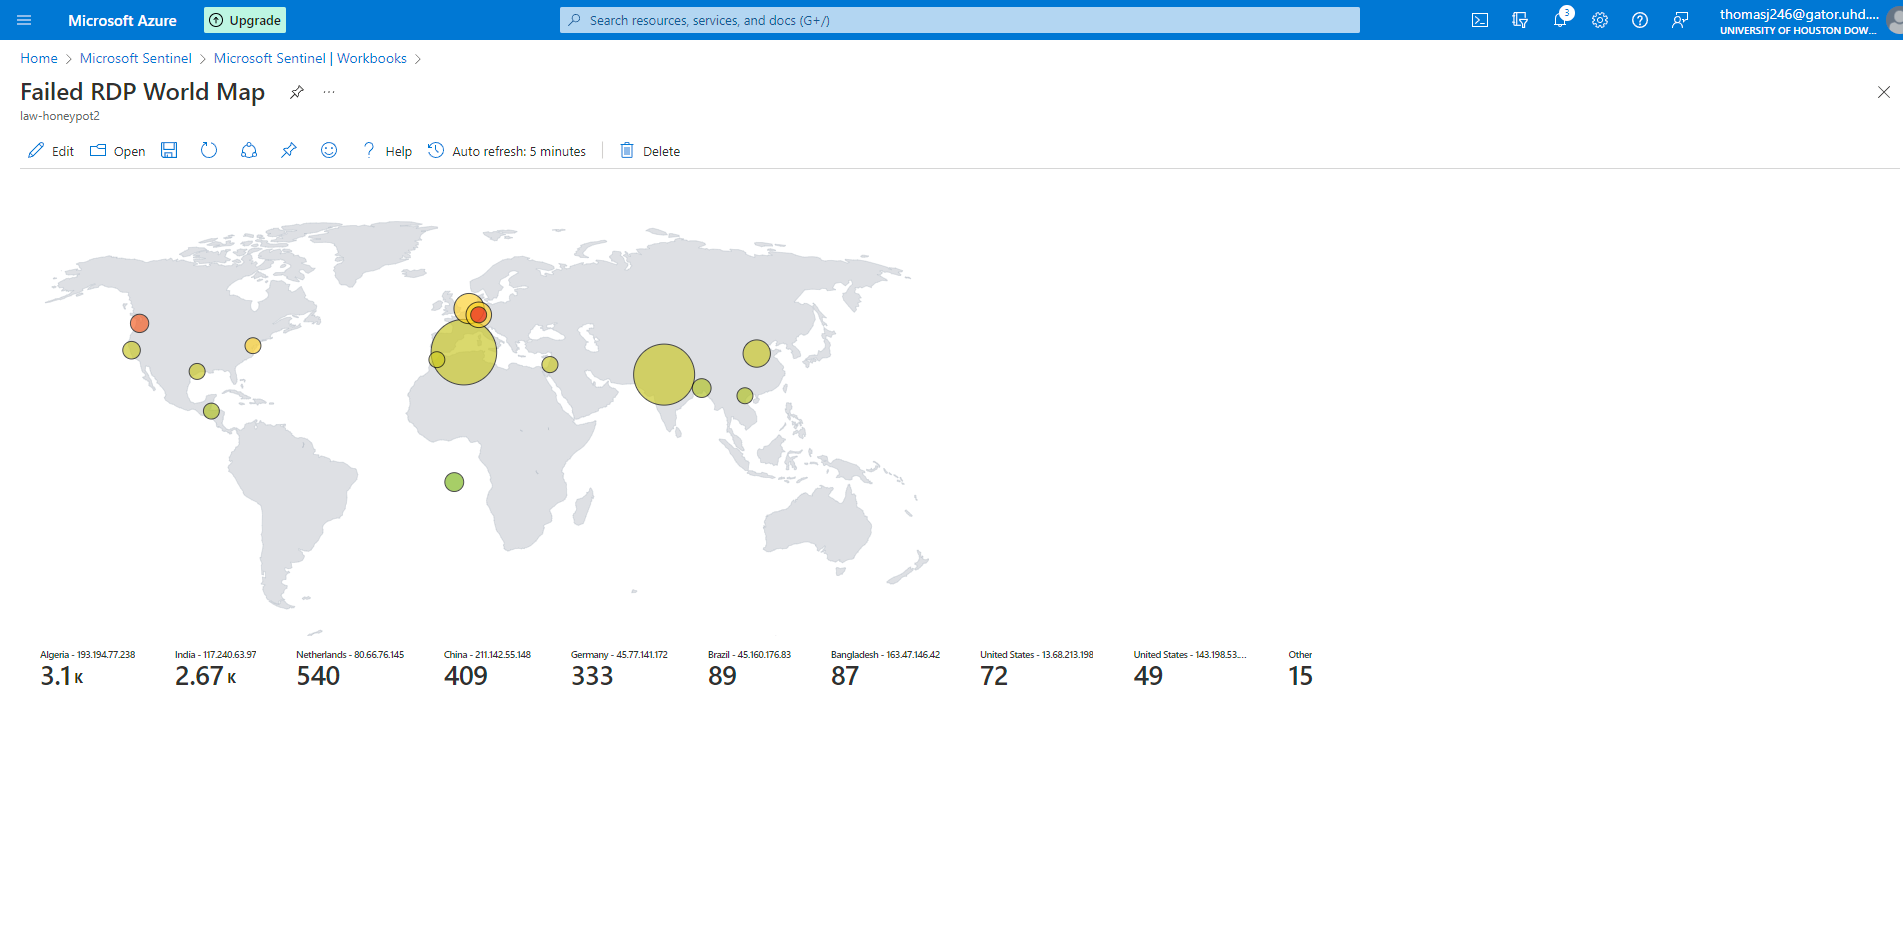 Microsoft Azure
Upgrade
Search resources, services, and docs (G+/)
3
thomasj246@gator.uhd....
UNIVERSITY OF HOUSTON DOW...
Home > Microsoft Sentinel > Microsoft Sentinel | Workbooks >
Failed RDP World Map
...
law-honeypot2
Edit Open Help Auto refresh: 5 minutes Delete
Algeria - 193.194.77.238
3.1 K
India - 117.240.63.97
2.67 K
Netherlands - 80.66.76.145
540
China - 211.142.55.148
409
Germany - 45.77.141.172
333
Brazil - 45.160.176.83
89
Bangladesh - 163.47.146.42
87
United States - 13.68.213.198
72
United States - 143.198.53....
49
Other
15